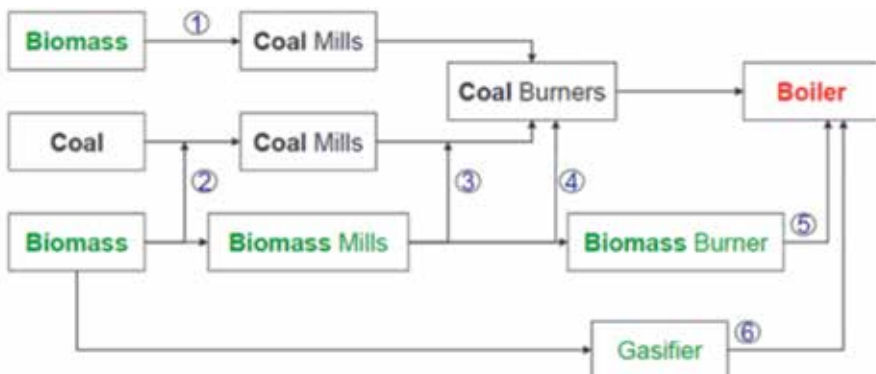 Biomass
①
Coal Mills
Coal Burners
Boiler
Coal
②
Coal Mills
③
④
Biomass
Biomass Mills
Biomass Burner
⑤
Gasifier
⑥